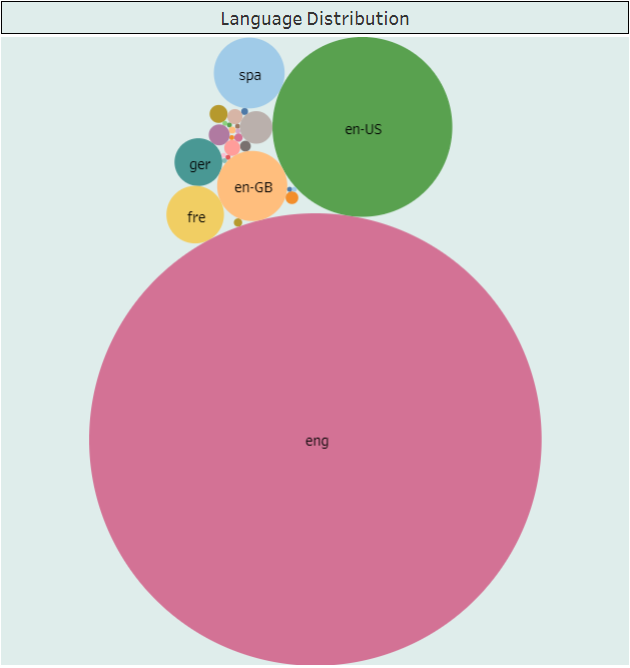 Language Distribution
spa
en-US
ger
en-GB
fre
eng